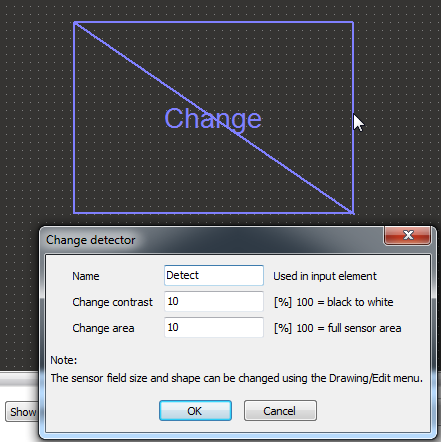 Change
Change detector
Name Detect Used in input element
Change contrast 10 [%] 100 = black to white
Change area 10 [%] 100 = full sensor area
Note:
The sensor field size and shape can be changed using the Drawing/Edit menu.
Show
OK Cancel